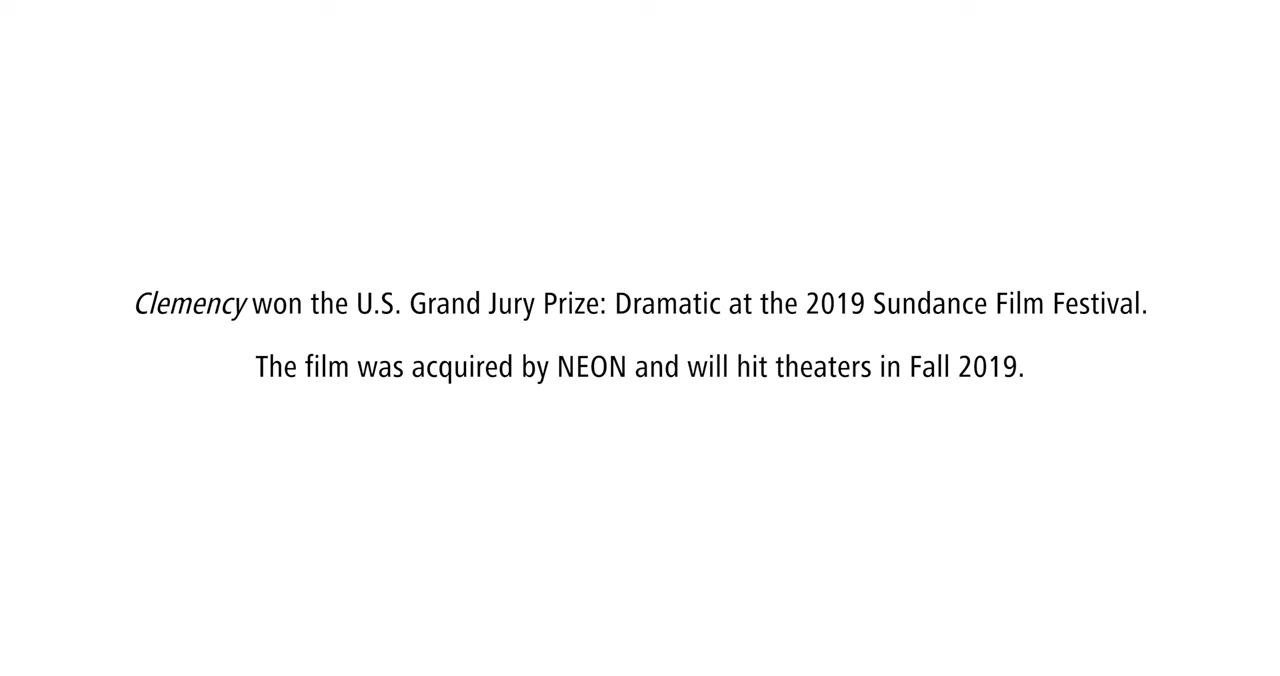 Clemency won the U.S. Grand Jury Prize: Dramatic at the 2019 Sundance Film Festival.
The film was acquired by NEON and will hit theaters in Fall 2019.